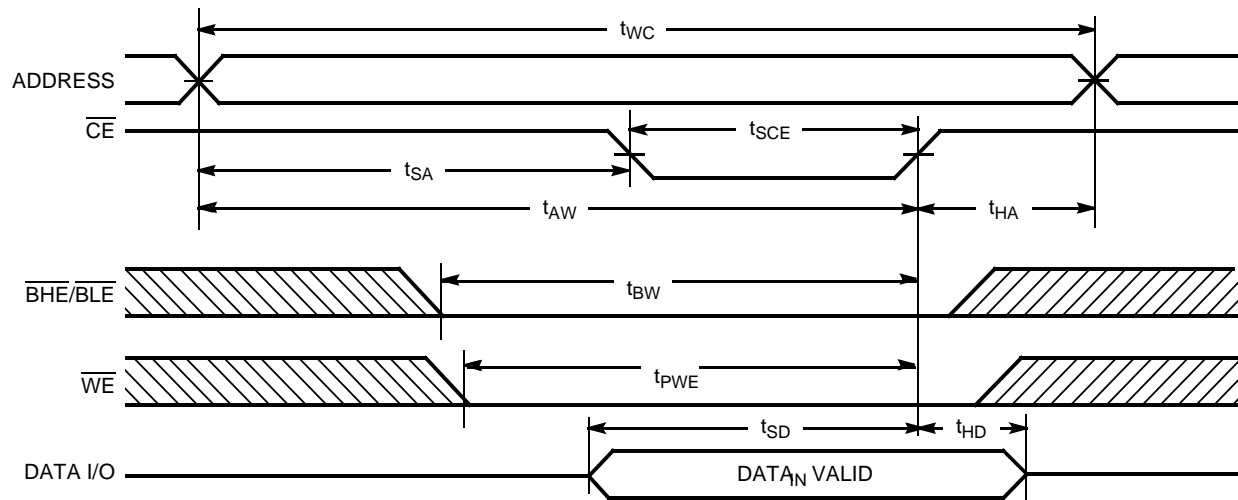 tWC
ADDRESS
CE
tSCE
tSA
tAW
tHA
BHE/BLE
tBW
WE
tPWE
tSD
tHD
DATA I/O
DATAIN VALID